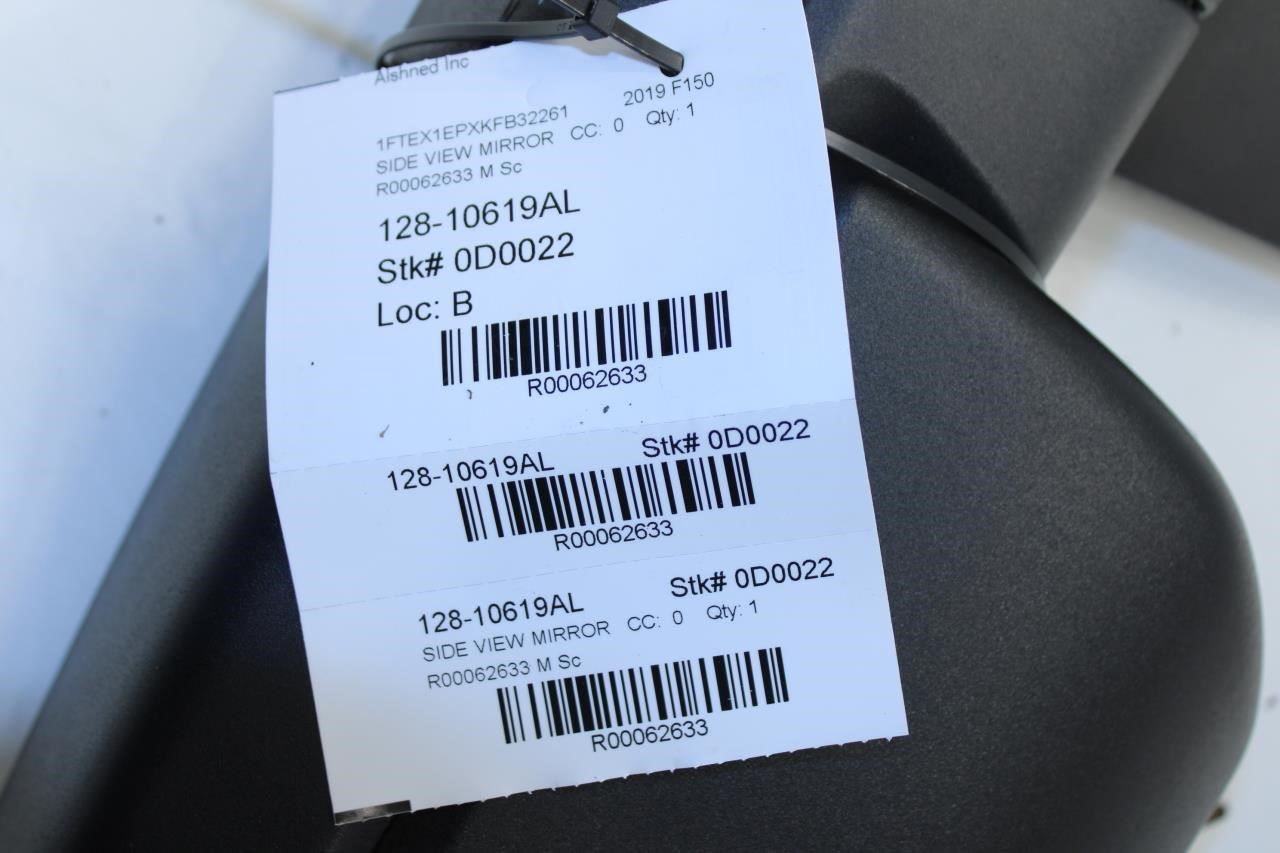 Alshned Inc
2019 F150
1FTEX1EPXKFB32261
SIDE VIEW MIRROR CC: 0 Qty: 1
R00062633 M Sc
128-10619AL
Stk# 0D0022
Loc: B
R00062633
128-10619AL Stk# 0D0022
R00062633
128-10619AL Stk# 0D0022
SIDE VIEW MIRROR CC: 0 Qty: 1
R00062633 M Sc
R00062633